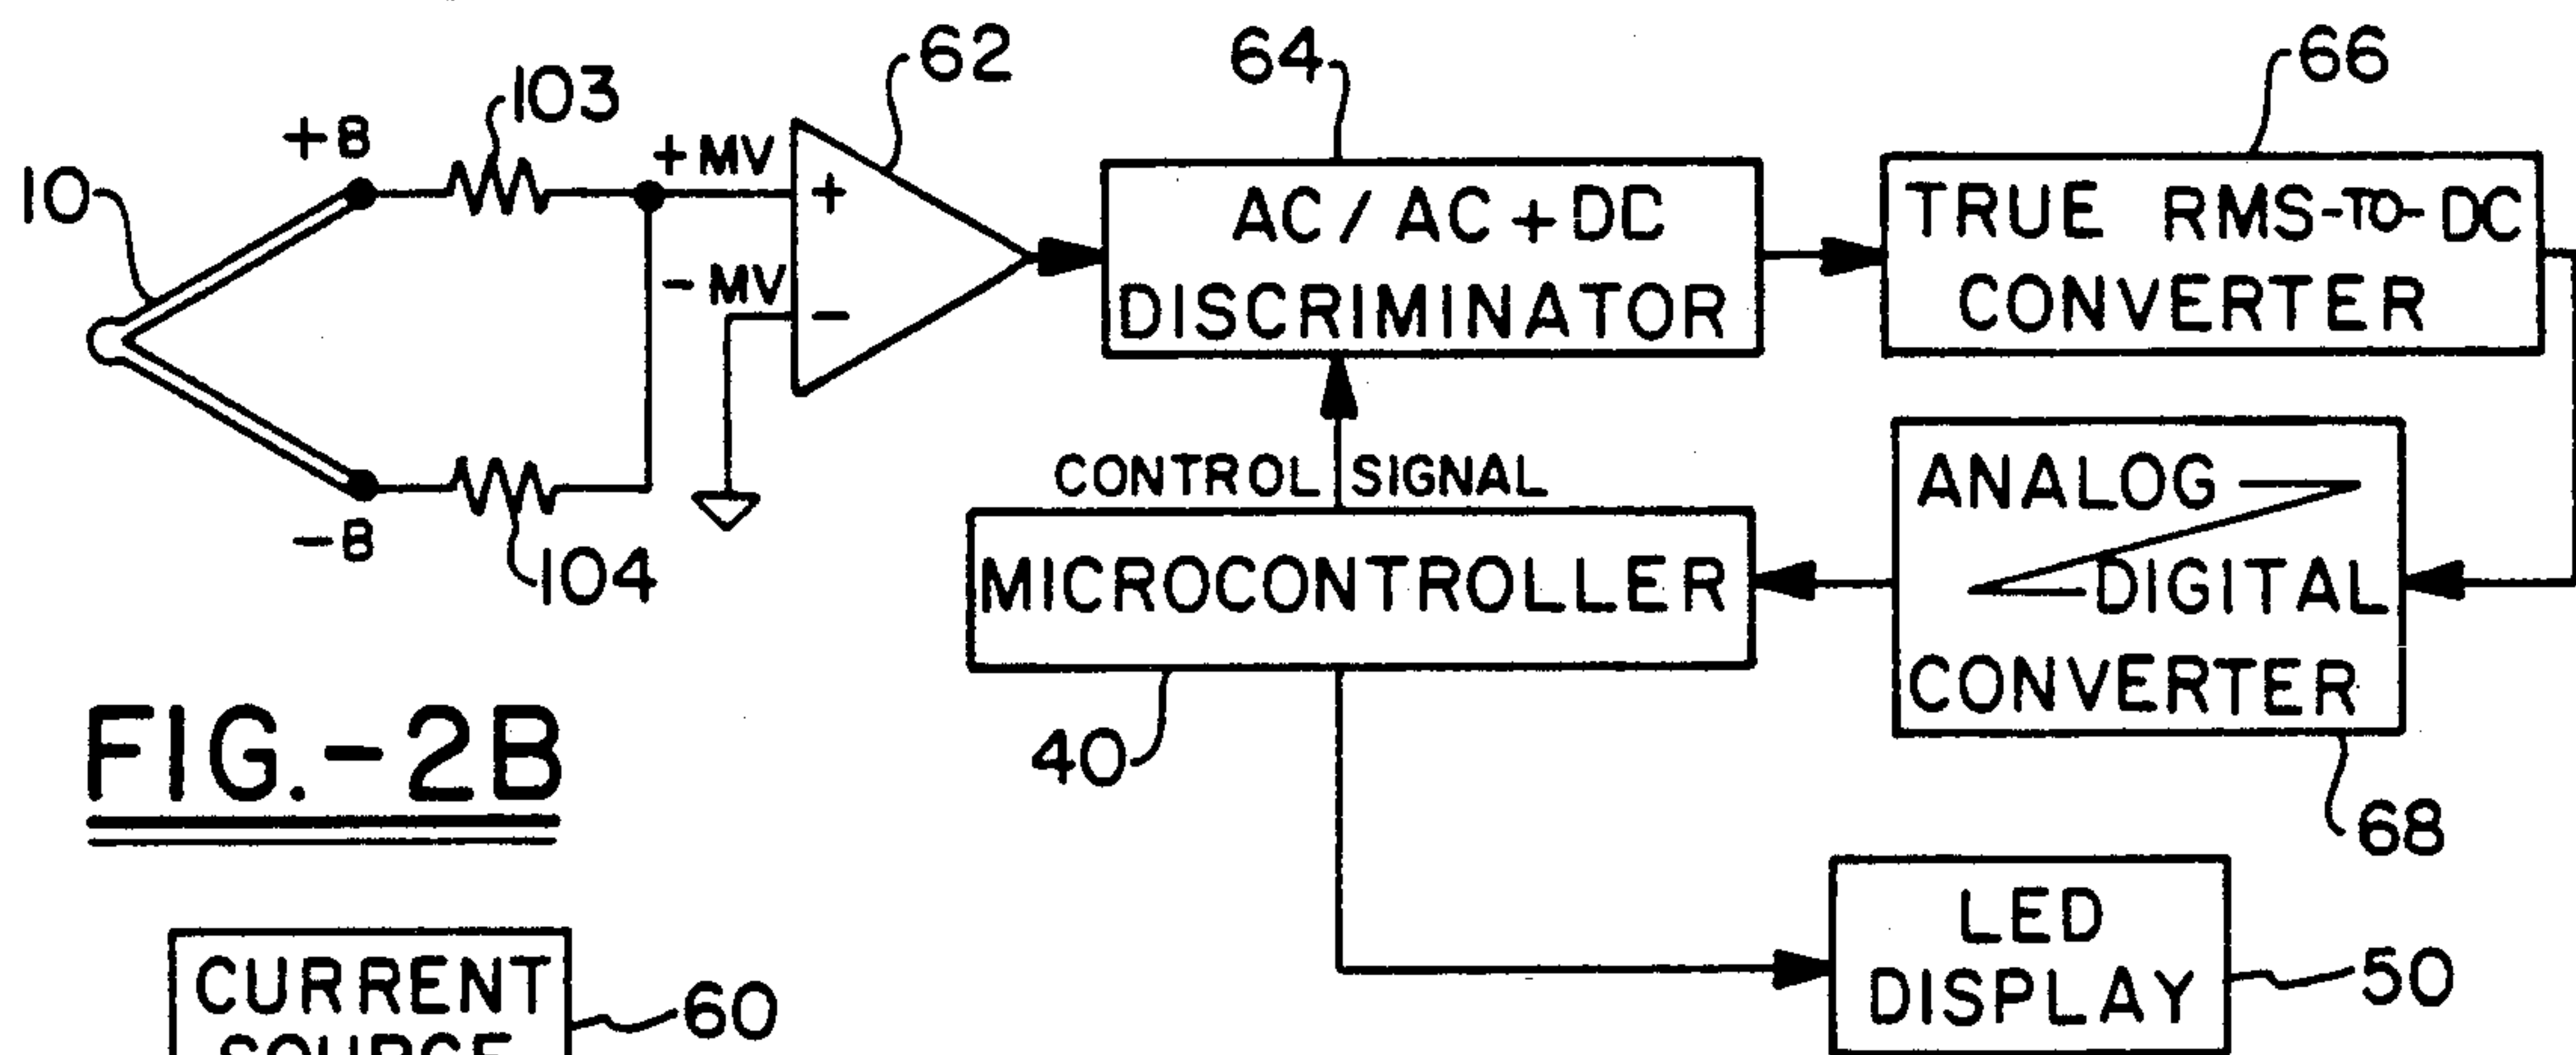 10
+B
103
+MV
-MV
62
+
-
64
AC/AC+DC
DISCRIMINATOR
66
TRUE RMS-TO-DC
CONVERTER
-B
104
CONTROL SIGNAL
MICROCONTROLLER
40
ANALOG
DIGITAL
CONVERTER
68
FIG.-2B
LED
DISPLAY
50
CURRENT
SOURCE
60